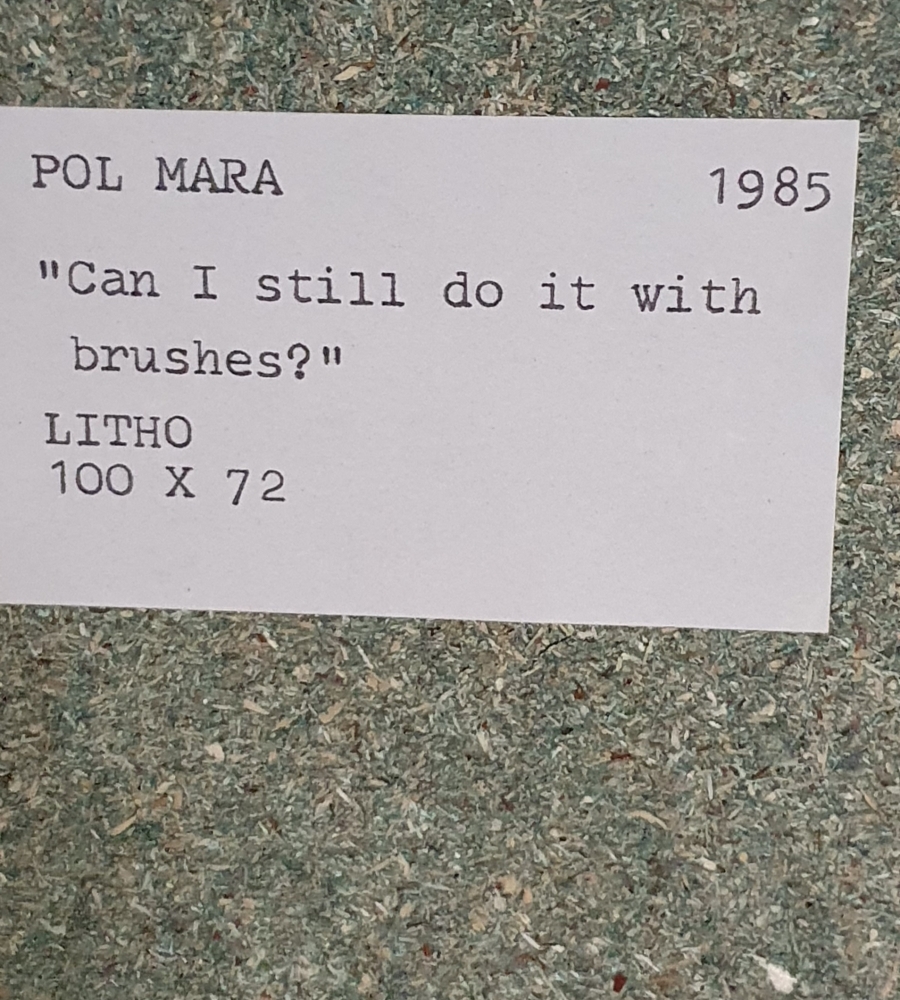 POL MARA 1985
"Can I still do it with
brushes?"
LITHO
100 X 72